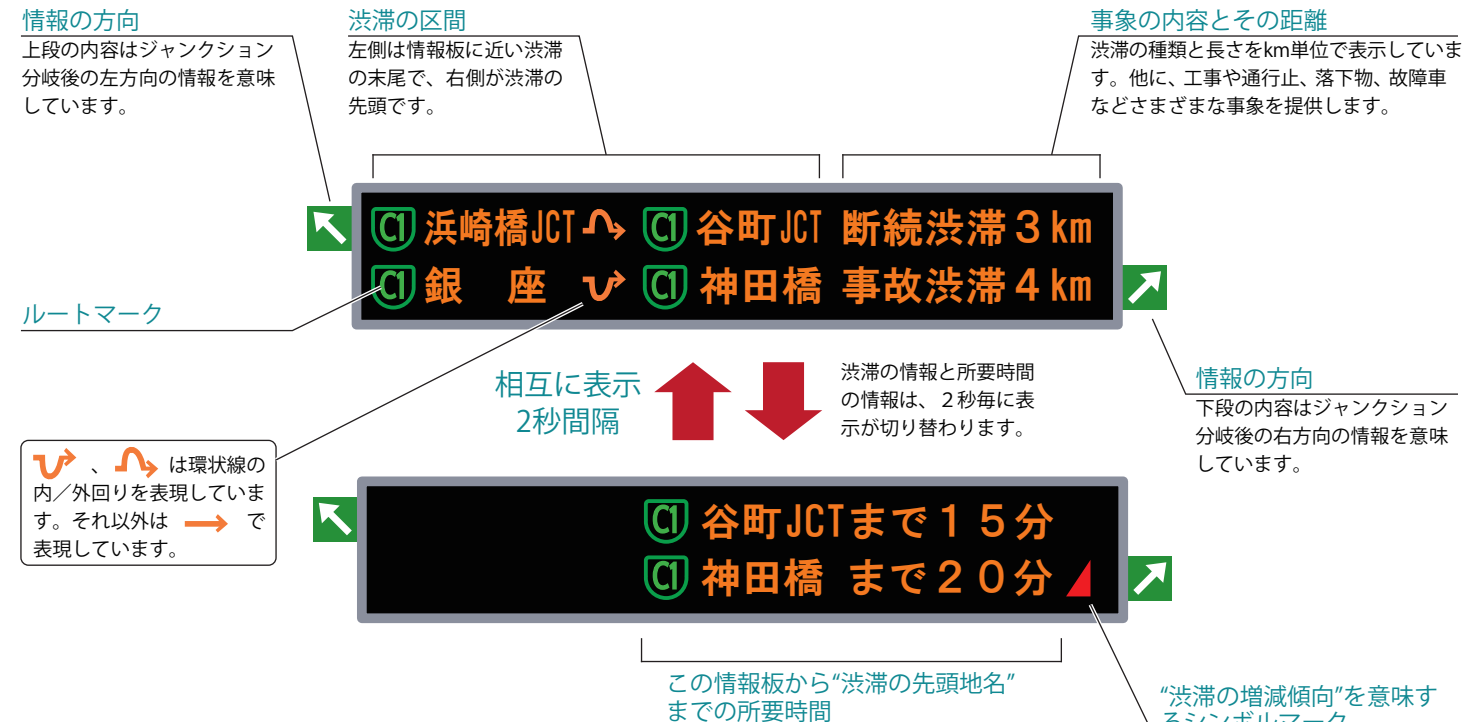 情報の方向
上段の内容はジャンクション
分岐後の左方向の情報を意味
しています。
渋滞の区間
左側は情報板に近い渋滞
の末尾で、右側が渋滞の
先頭です。
事象の内容とその距離
渋滞の種類と長さをkm単位で表示していま
す。他に、工事や通行止、落下物、故障車
などさまざまな事象を提供します。
C1 浜崎橋JCT C1 谷町JCT 断続渋滞3km
C1 銀 座 C1 神田橋 事故渋滞4km
ルートマーク
相互に表示
2秒間隔
渋滞の情報と所要時間
の情報は、２秒毎に表
示が切り替わります。
情報の方向
下段の内容はジャンクション
分岐後の右方向の情報を意味
しています。
、 は環状線の
内／外回りを表現していま
す。それ以外は → で
表現しています。
C1 谷町JCTまで１５分
C1 神田橋 まで２０分
この情報板から“渋滞の先頭地名”
までの所要時間
“渋滞の増減傾向”を意味す
るシンボルマーク